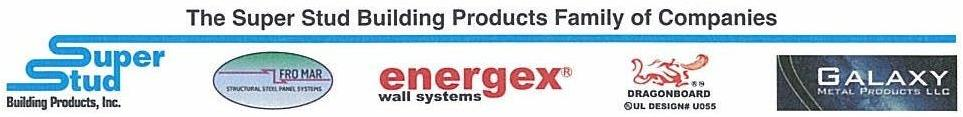 The Super Stud Building Products Family of Companies
Super
Stud
Building Products, Inc.
FRO MAR
STRUCTURAL STEEL PANEL SYSTEMS
energex®
wall systems
®®
DRAGONBOARD
UL DESIGN# U055
GALAXY
METAL PRODUCTS LLC